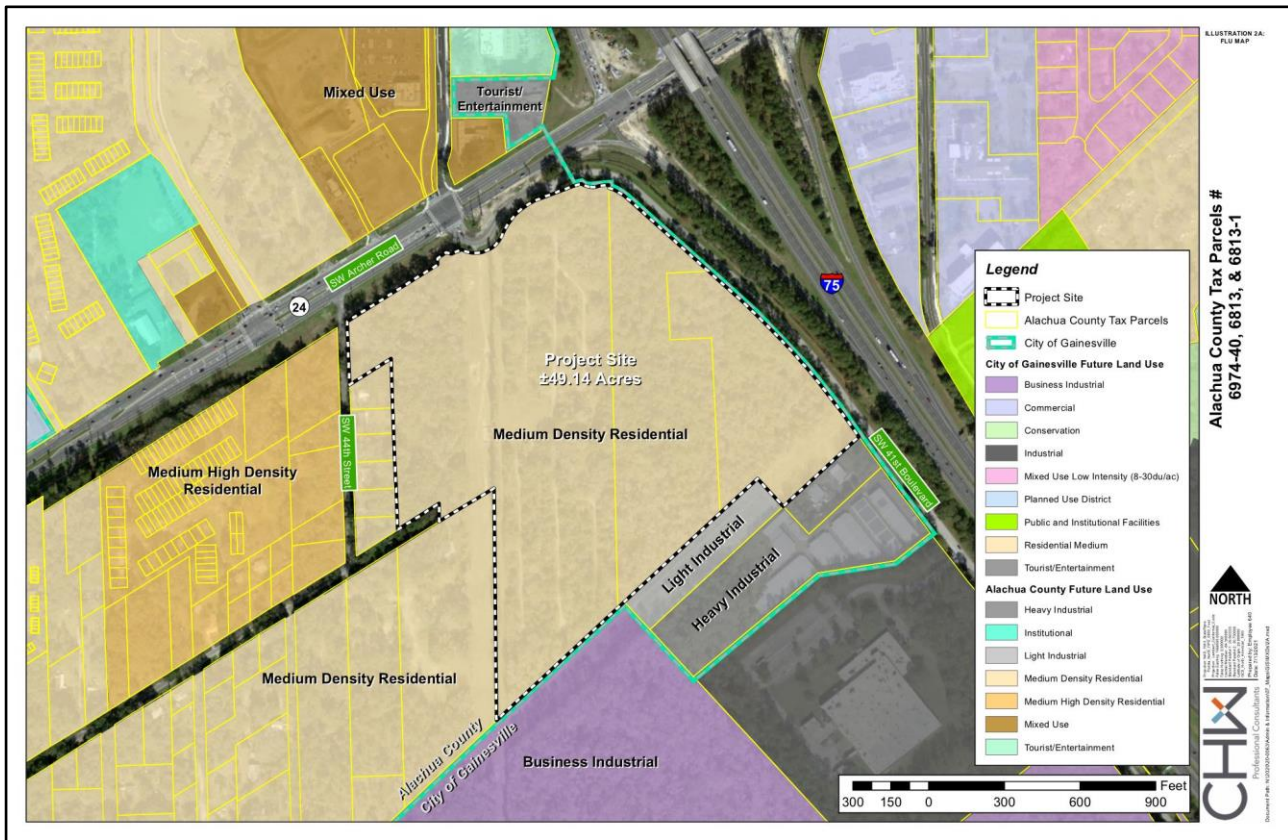 ILLUSTRATION 2A:
FLU MAP
Mixed Use
Tourist/
Entertainment
SW Archer Road
24
75
Project Site
±49.14 Acres
Medium Density Residential
SW 44th Street
Medium High Density
Residential
SW 41st Boulevard
Light Industrial
Heavy Industrial
Medium Density Residential
Alachua County
City of Gainesville
Business Industrial
Legend
Project Site
Alachua County Tax Parcels
City of Gainesville
City of Gainesville Future Land Use
Business Industrial
Commercial
Conservation
Industrial
Mixed Use Low Intensity (8-30du/ac)
Planned Use District
Public and Institutional Facilities
Residential Medium
Tourist/Entertainment
Alachua County Future Land Use
Heavy Industrial
Institutional
Light Industrial
Medium Density Residential
Medium High Density Residential
Mixed Use
Tourist/Entertainment
Feet
300 150 0 300 600 900
Alachua County Tax Parcels #
6974-40, 6813, & 6813-1
NORTH
CHW
Professional Consultants